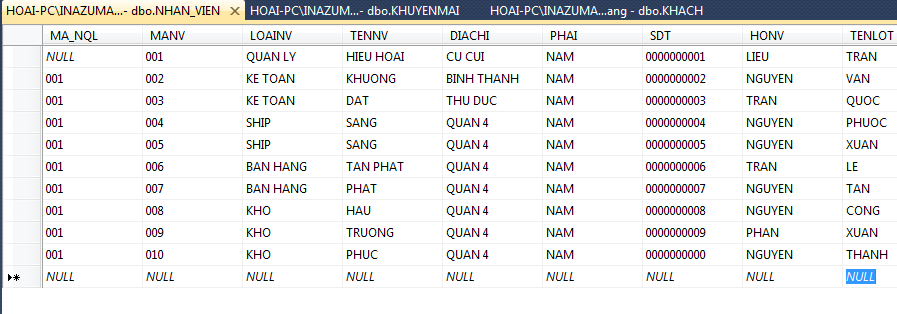 HOAI-PC\INAZUMA...- dbo.NHAN_VIEN HOAI-PC\INAZUM...- dbo.KHUYENMAI HOAI-PC\INAZUMA...ang - dbo.KHACH
MA_NQL MANV LOAINV TENNV DIACHI PHAI SDT HONV TENLOT
NULL 001 QUAN LY HIEU HOAI CU CUI NAM 0000000001 LIEU TRAN
001 002 KE TOAN KHUONG BINH THANH NAM 0000000002 NGUYEN VAN
001 003 KE TOAN DAT THU DUC NAM 0000000003 TRAN QUOC
001 004 SHIP SANG QUAN 4 NAM 0000000004 NGUYEN PHUOC
001 005 SHIP SANG QUAN 4 NAM 0000000005 NGUYEN XUAN
001 006 BAN HANG TAN PHAT QUAN 4 NAM 0000000006 TRAN LE
001 007 BAN HANG PHAT QUAN 4 NAM 0000000007 NGUYEN TAN
001 008 KHO HAU QUAN 4 NAM 0000000008 NGUYEN CONG
001 009 KHO TRUONG QUAN 4 NAM 0000000009 PHAN XUAN
001 010 KHO PHUC QUAN 4 NAM 0000000000 NGUYEN THANH
NULL NULL NULL NULL NULL NULL NULL NULL NULL